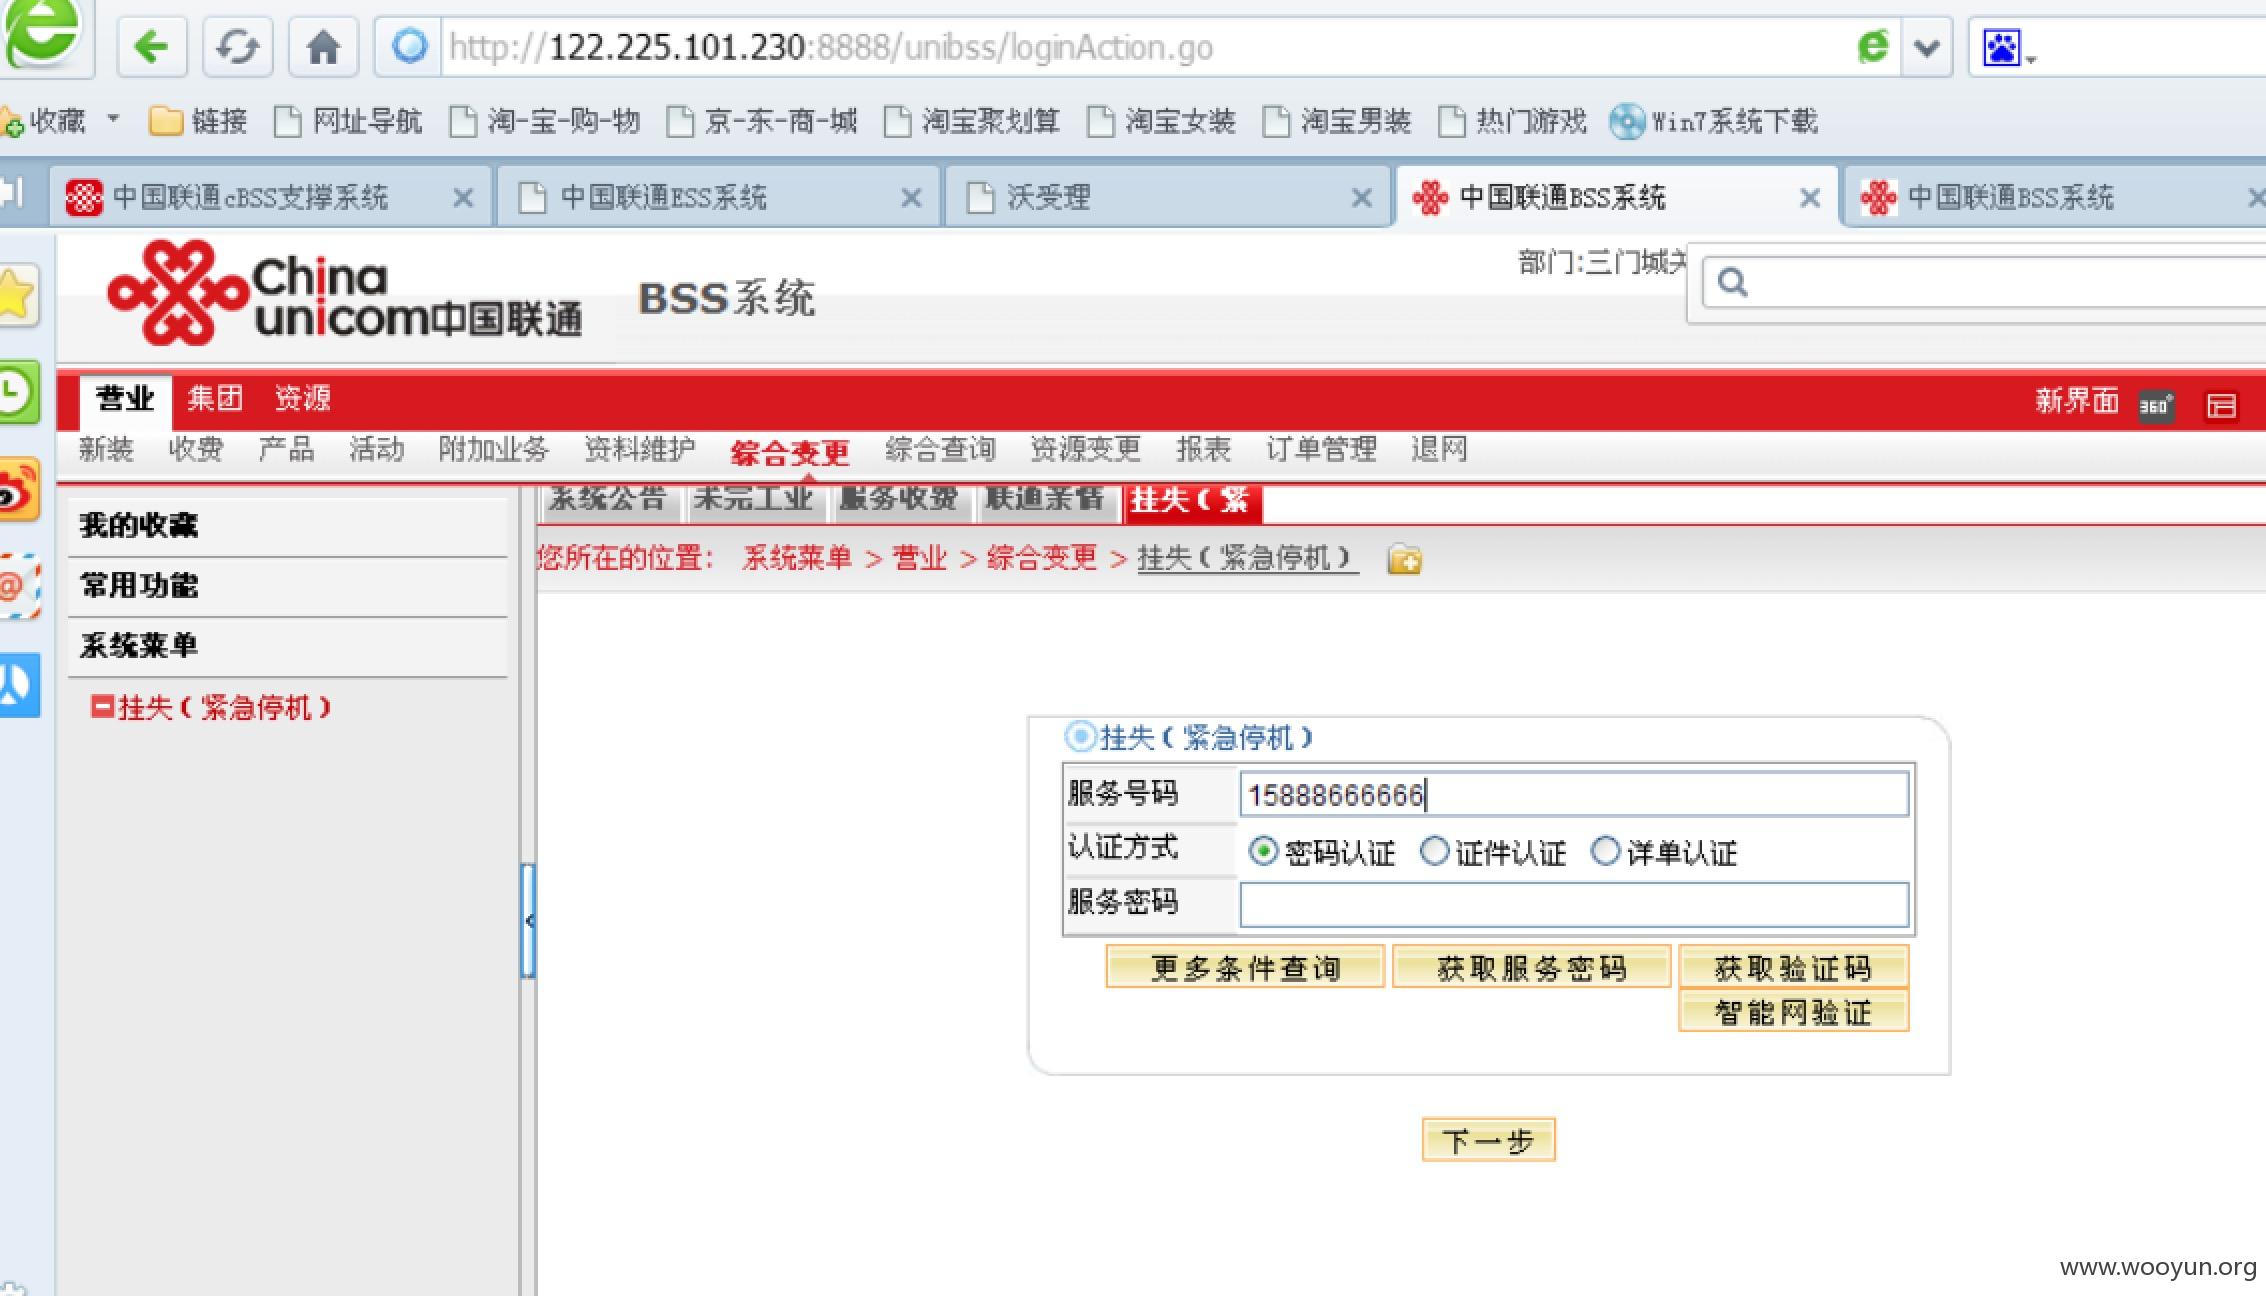 http://122.225.101.230:8888/unibss/loginAction.go
收藏 链接 网址导航 淘-宝-购-物 京-东-商-城 淘宝聚划算 淘宝女装 淘宝男装 热门游戏 Win7系统下载
中国联通cBSS支撑系统 中国联通ESS系统 沃受理 中国联通BSS系统 中国联通BSS系统
China unicom中国联通 BSS系统
部门:三门城关
营业 集团 资源 新界面 360°
新装 收费 产品 活动 附加业务 资料维护 综合变更 综合查询 资源变更 报表 订单管理 退网
系统公告 未完工业 服务收费 联通亲情 挂失(紧
您所在的位置: 系统菜单 > 营业 > 综合变更 > 挂失(紧急停机)
我的收藏
常用功能
系统菜单
挂失(紧急停机)
挂失(紧急停机)
服务号码 15888666666
认证方式 密码认证 证件认证 详单认证
服务密码
更多条件查询 获取服务密码 获取验证码
智能网验证
下一步
www.wooyun.org